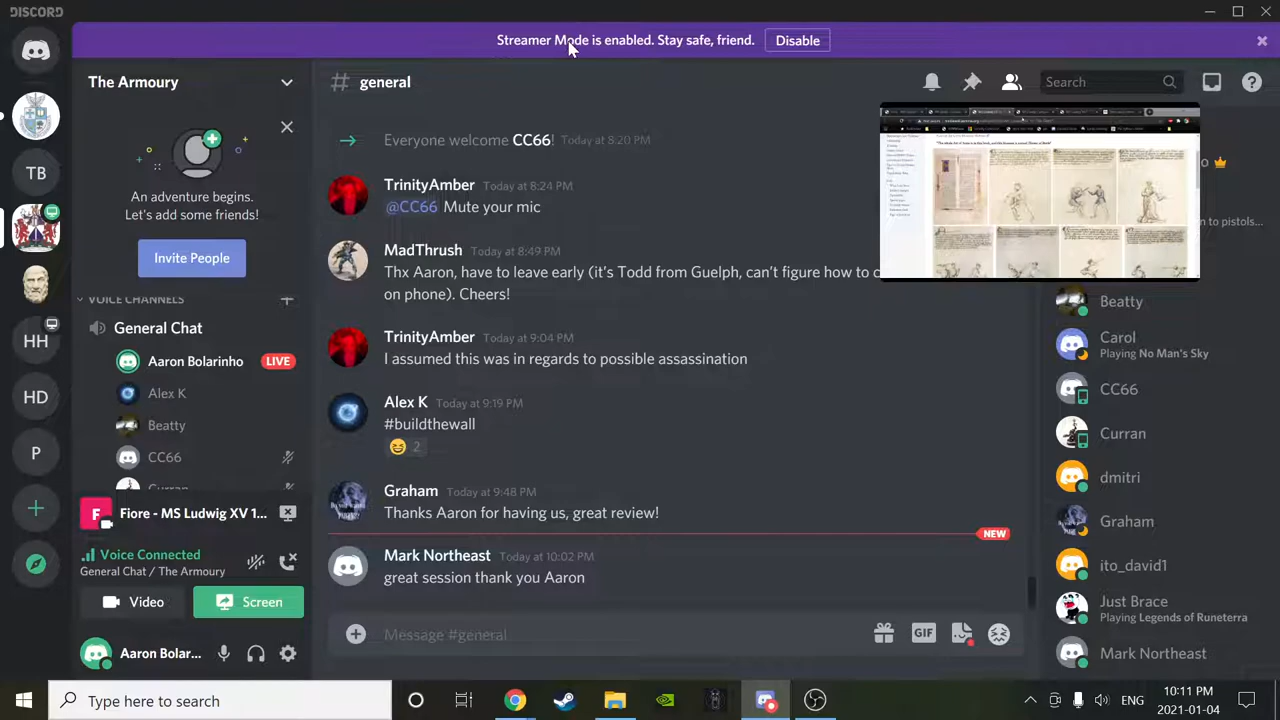 DISCORD
Streamer Mode is enabled. Stay safe, friend.
Disable
The Armoury
# general
Search
An adventure begins.
Let's add some friends!
Invite People
VOICE CHANNELS
General Chat
Aaron Bolarinho
LIVE
Alex K
Beatty
CC66
Curran
TB
HH
HD
P
F
Fiore - MS Ludwig XV 1...
Voice Connected
General Chat / The Armoury
Video
Screen
Aaron Bolar...
Everyone welcome CC66! Today at 8:20 PM
TrinityAmber Today at 8:24 PM
@CC66 Mute your mic
MadThrush Today at 8:49 PM
Thx Aaron, have to leave early (it's Todd from Guelph, can't figure how to c
on phone). Cheers!
TrinityAmber Today at 9:04 PM
I assumed this was in regards to possible assassination
Alex K Today at 9:19 PM
#buildthewall
2
Graham Today at 9:48 PM
Thanks Aaron for having us, great review!
NEW
Mark Northeast Today at 10:02 PM
great session thank you Aaron
Message #general
GIF
n to pistols...
Beatty
Carol
Playing No Man's Sky
CC66
Curran
dmitri
Graham
ito_david1
Just Brace
Playing Legends of Runeterra
Mark Northeast
Type here to search
ENG
10:11 PM
2021-01-04